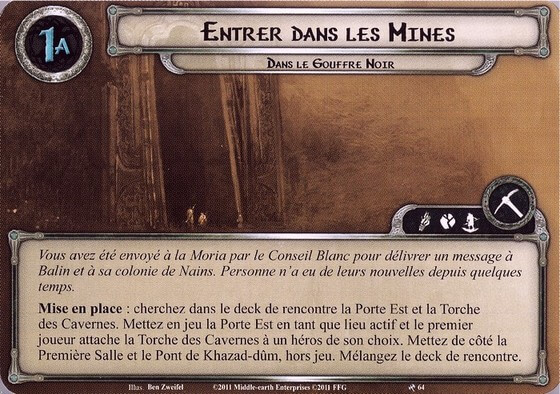 1A
Entrer dans les Mines
Dans le Gouffre Noir
Vous avez été envoyé à la Moria par le Conseil Blanc pour délivrer un message à
Balin et à sa colonie de Nains. Personne n'a eu de leurs nouvelles depuis quelques
temps.
Mise en place : cherchez dans le deck de rencontre la Porte Est et la Torche
des Cavernes. Mettez en jeu la Porte Est en tant que lieu actif et le premier
joueur attache la Torche des Cavernes à un héros de son choix. Mettez de côté la
Première Salle et le Pont de Khazad-dûm, hors jeu. Mélangez le deck de rencontre.
Illus. Ben Zweifel ©2011 Middle-earth Enterprises ©2011 FFG 64